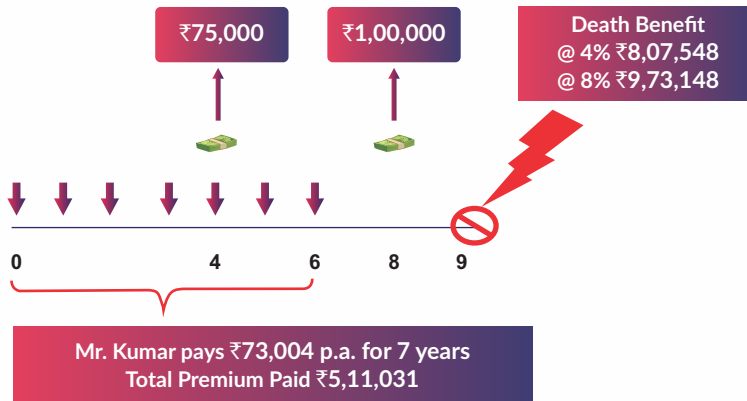 ₹75,000
₹1,00,000
Death Benefit
@ 4% ₹8,07,548
@ 8% ₹9,73,148
0 4 6 8 9
Mr. Kumar pays ₹73,004 p.a. for 7 years
Total Premium Paid ₹5,11,031